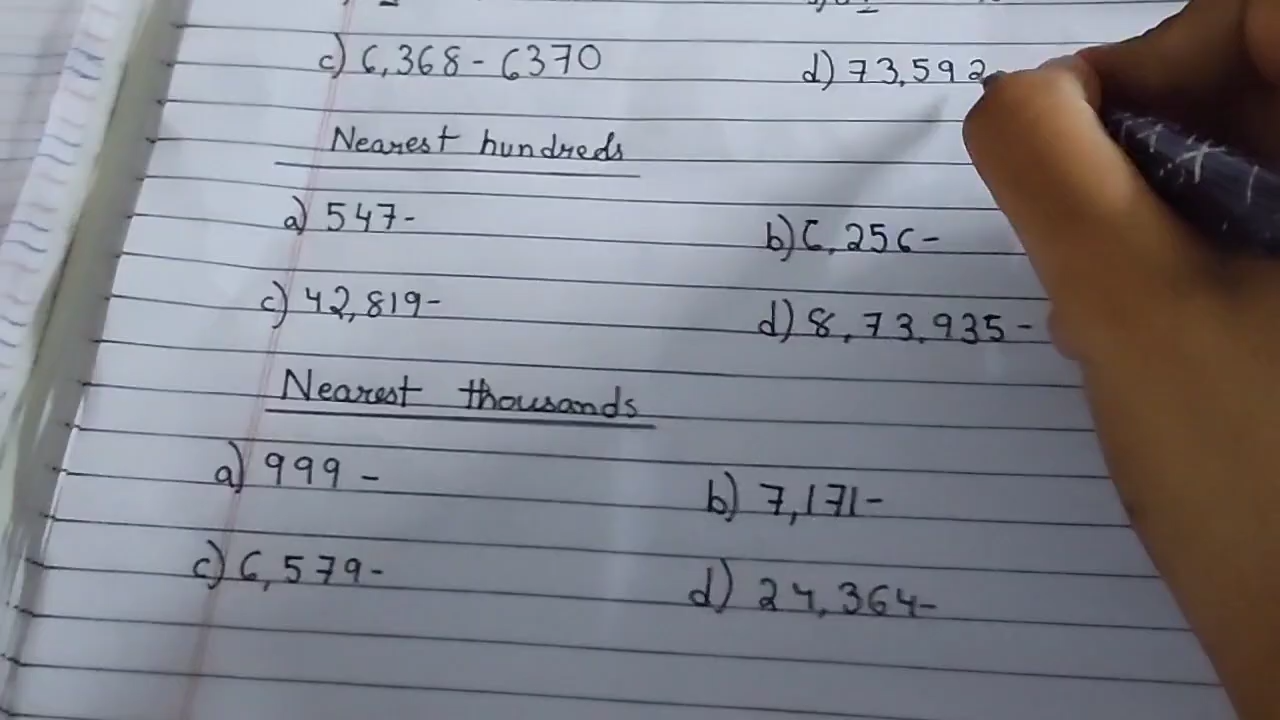 c) 6,368 - 6370 d) 73,592
Nearest hundreds
a) 547 - b) 6,256 -
c) 42,819 - d) 8,73,935 -
Nearest thousands
a) 999 - b) 7,171 -
c) 6,579 - d) 24,364 -